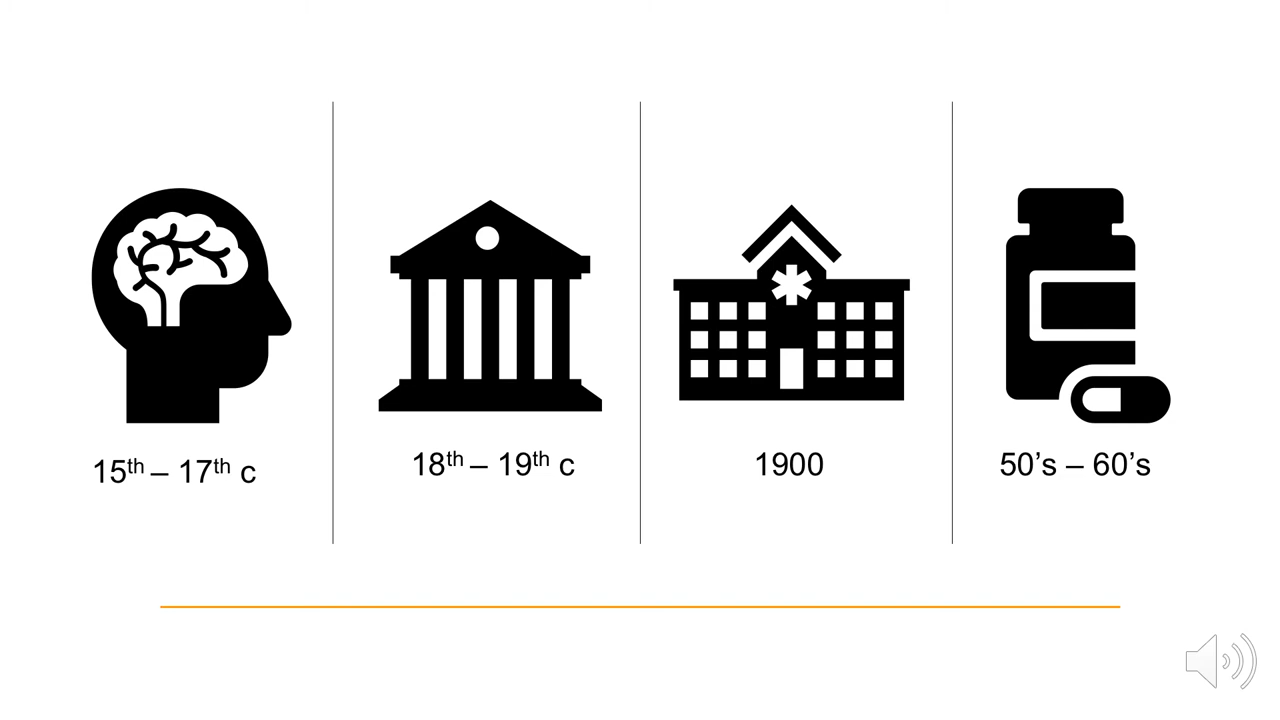 15th – 17th c
18th – 19th c
1900
50’s – 60’s